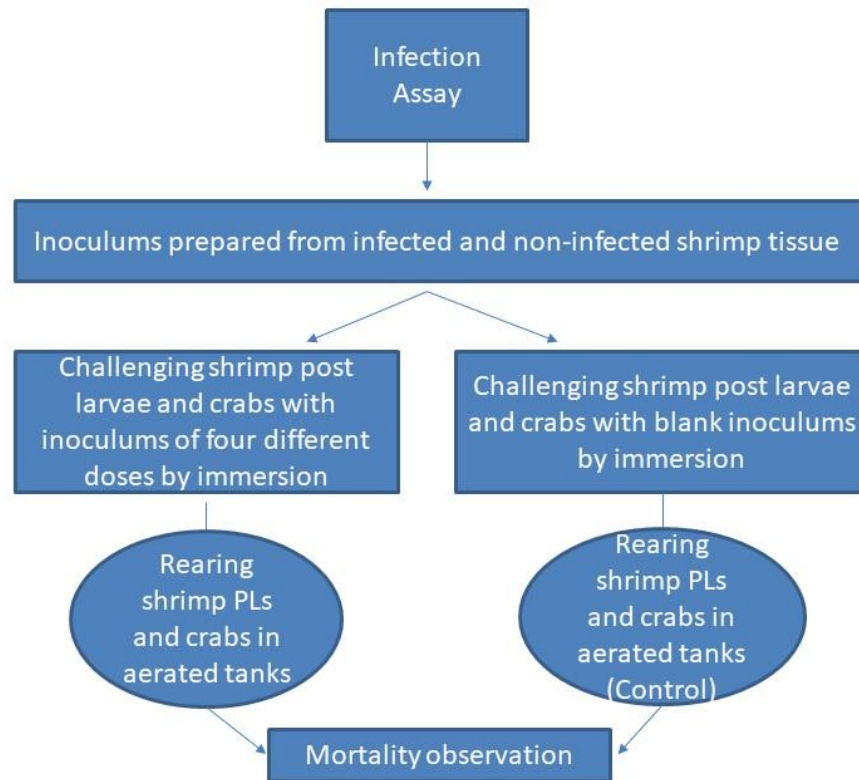 Infection
Assay
Inoculums prepared from infected and non-infected shrimp tissue
Challenging shrimp post
larvae and crabs with
inoculums of four different
doses by immersion
Challenging shrimp post larvae
and crabs with blank inoculums
by immersion
Rearing
shrimp PLs
and crabs in
aerated tanks
Rearing
shrimp PLs
and crabs in
aerated tanks
(Control)
Mortality observation